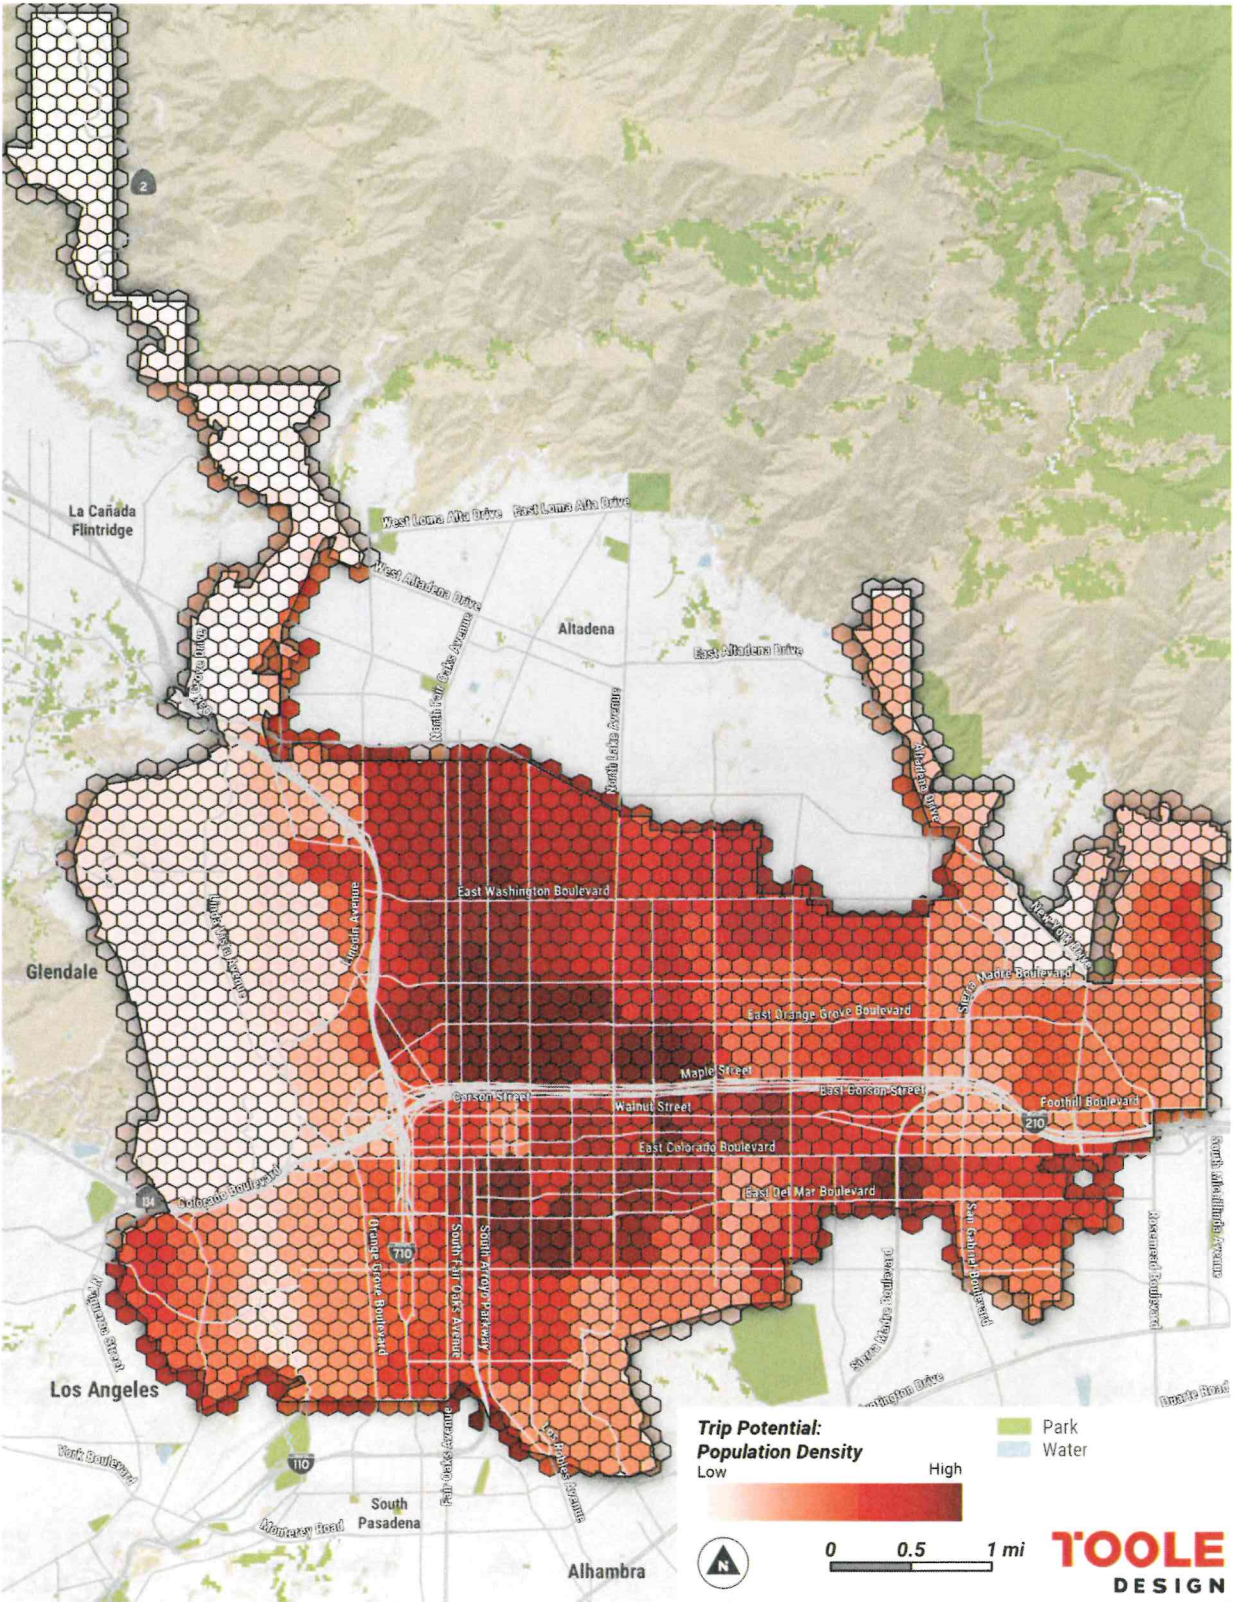 2
La Cañada
Flintridge
West Loma Alta Drive
East Loma Alta Drive
West Altadena Drive
Altadena
East Altadena Drive
North Fair Oaks Avenue
North Lake Avenue
Grove Drive
Altadena Drive
East Washington Boulevard
Lincoln Avenue
Linda Vista Avenue
New York Drive
Glendale
Sierra Madre Boulevard
East Orange Grove Boulevard
Maple Street
Corson Street
East Corson Street
Walnut Street
Foothill Boulevard
210
East Colorado Boulevard
134
Colorado Boulevard
East Del Mar Boulevard
710
Orange Grove Boulevard
South Fair Oaks Avenue
South Arroyo Parkway
San Gabriel Boulevard
Rosemead Boulevard
South Michillinda Avenue
N Figueroa Street
Sierra Madre Boulevard
Los Angeles
Huntington Drive
Duarte Road
York Boulevard
110
Fair Oaks Avenue
Los Robles Avenue
South
Pasadena
Monterey Road
Alhambra
Trip Potential:
Population Density
Low High
Park
Water
N
0 0.5 1 mi
TOOLE
DESIGN